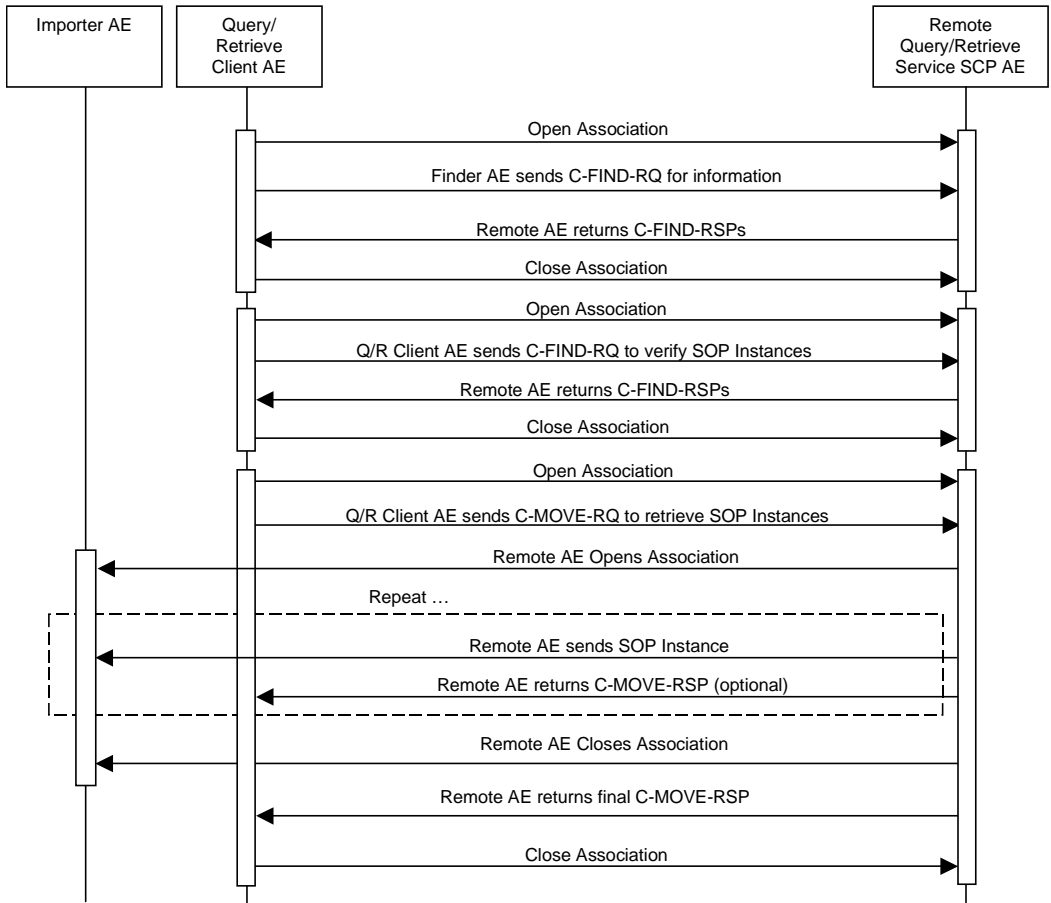 Importer AE
Query/
Retrieve
Client AE
Remote
Query/Retrieve
Service SCP AE
Open Association
Finder AE sends C-FIND-RQ for information
Remote AE returns C-FIND-RSPs
Close Association
Open Association
Q/R Client AE sends C-FIND-RQ to verify SOP Instances
Remote AE returns C-FIND-RSPs
Close Association
Open Association
Q/R Client AE sends C-MOVE-RQ to retrieve SOP Instances
Remote AE Opens Association
Repeat …
Remote AE sends SOP Instance
Remote AE returns C-MOVE-RSP (optional)
Remote AE Closes Association
Remote AE returns final C-MOVE-RSP
Close Association